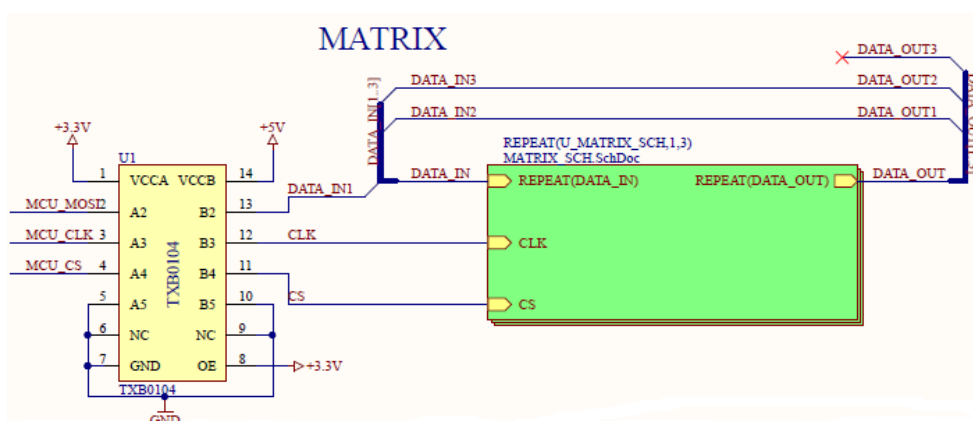 MATRIX
DATA_OUT3
DATA_IN3
DATA_OUT2
DATA_IN[1..3]
DATA_IN2
DATA_OUT1
+3.3V
+5V
REPEAT(U_MATRIX_SCH,1,3)
MATRIX_SCH.SchDoc
U1
1 VCCA VCCB 14
DATA_IN1
DATA_IN
REPEAT(DATA_IN)
REPEAT(DATA_OUT)
DATA_OUT
MCU_MOSI 2 A2 B2 13
MCU_CLK 3 A3 B3 12 CLK
CLK
MCU_CS 4 A4 B4 11
TXB0104
5 A5 B5 10 CS
CS
6 NC NC 9
7 GND OE 8 +3.3V
TXB0104
GND